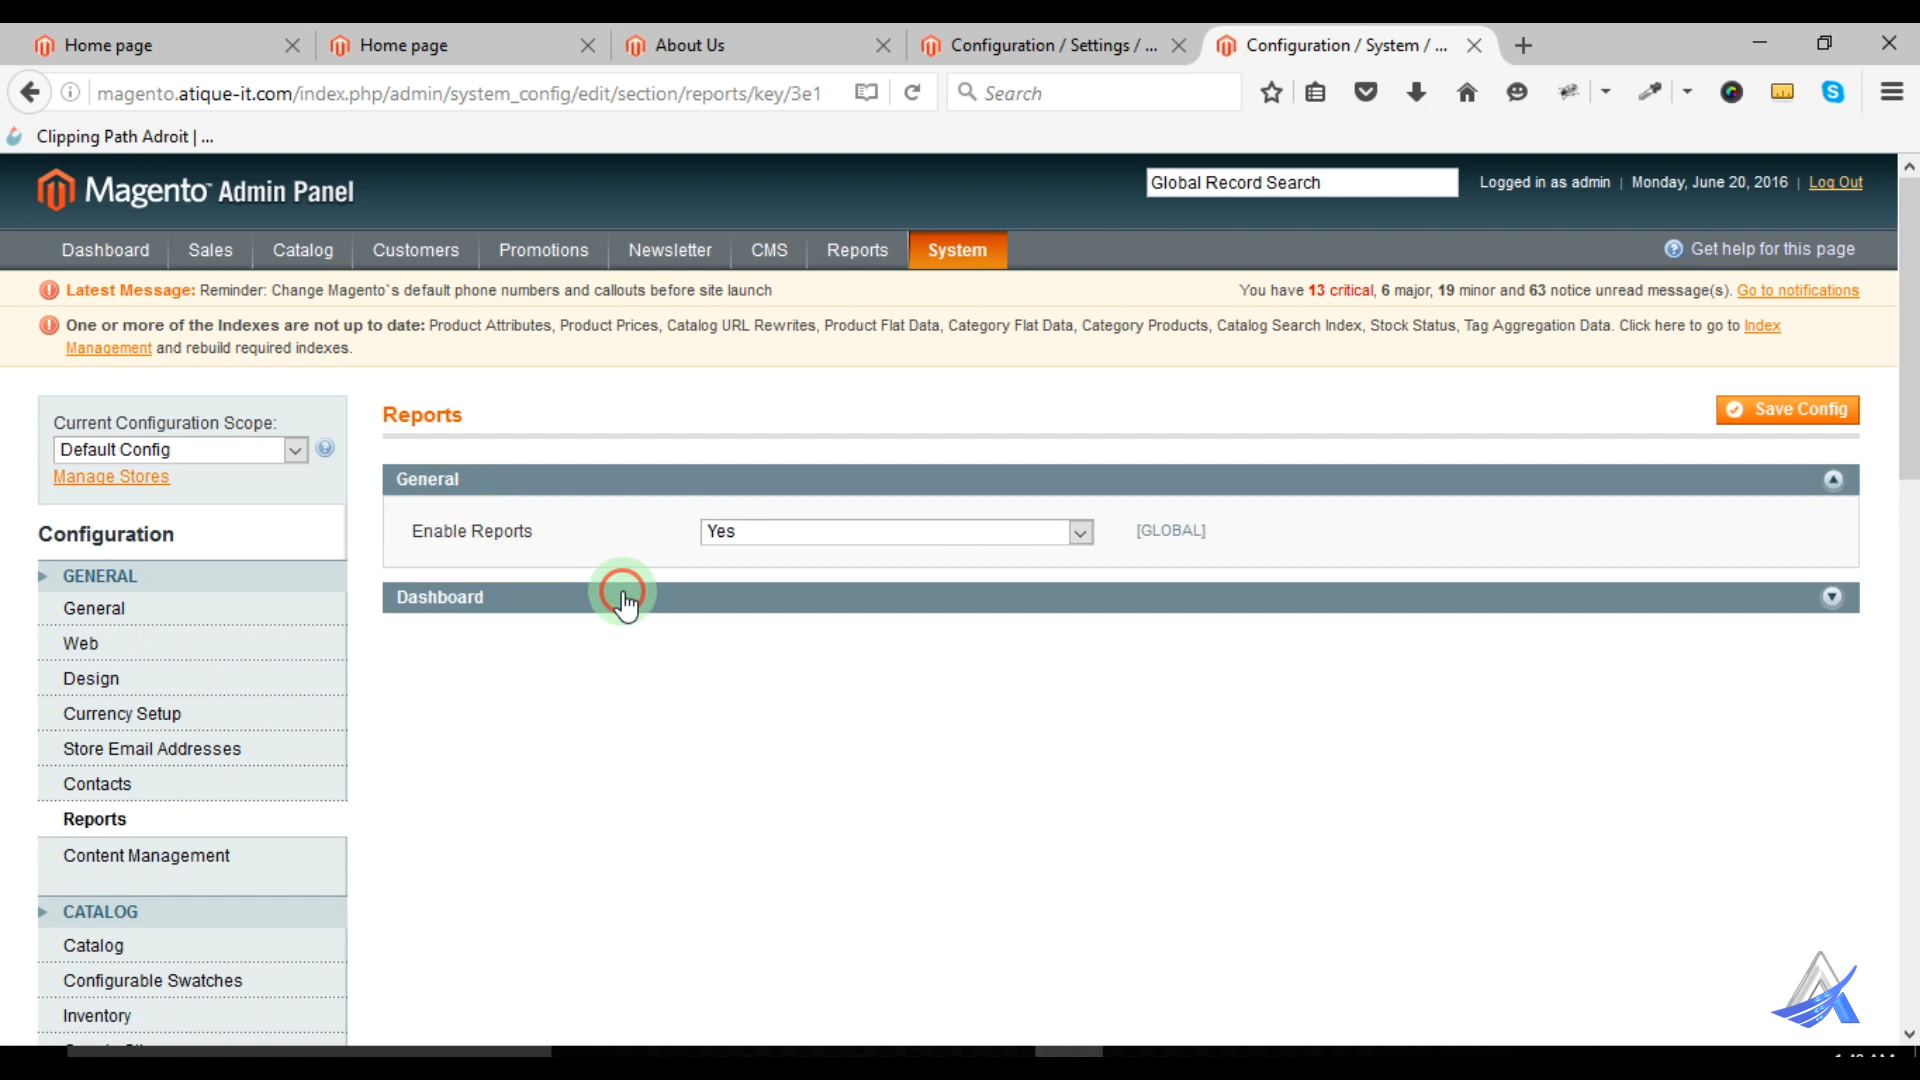 Home page
Home page
About Us
Configuration / Settings / ...
Configuration / System / ...
magento.atique-it.com/index.php/admin/system_config/edit/section/reports/key/3e1
Search
Clipping Path Adroit | ...
Magento Admin Panel
Global Record Search
Logged in as admin | Monday, June 20, 2016 | Log Out
Dashboard Sales Catalog Customers Promotions Newsletter CMS Reports System
Get help for this page
Latest Message: Reminder: Change Magento`s default phone numbers and callouts before site launch
You have 13 critical, 6 major, 19 minor and 63 notice unread message(s). Go to notifications
One or more of the Indexes are not up to date: Product Attributes, Product Prices, Catalog URL Rewrites, Product Flat Data, Category Flat Data, Category Products, Catalog Search Index, Stock Status, Tag Aggregation Data. Click here to go to Index
Management and rebuild required indexes.
Current Configuration Scope:
Default Config
Manage Stores
Configuration
GENERAL
General
Web
Design
Currency Setup
Store Email Addresses
Contacts
Reports
Content Management
CATALOG
Catalog
Configurable Swatches
Inventory
Reports
Save Config
General
Enable Reports
Yes
[GLOBAL]
Dashboard